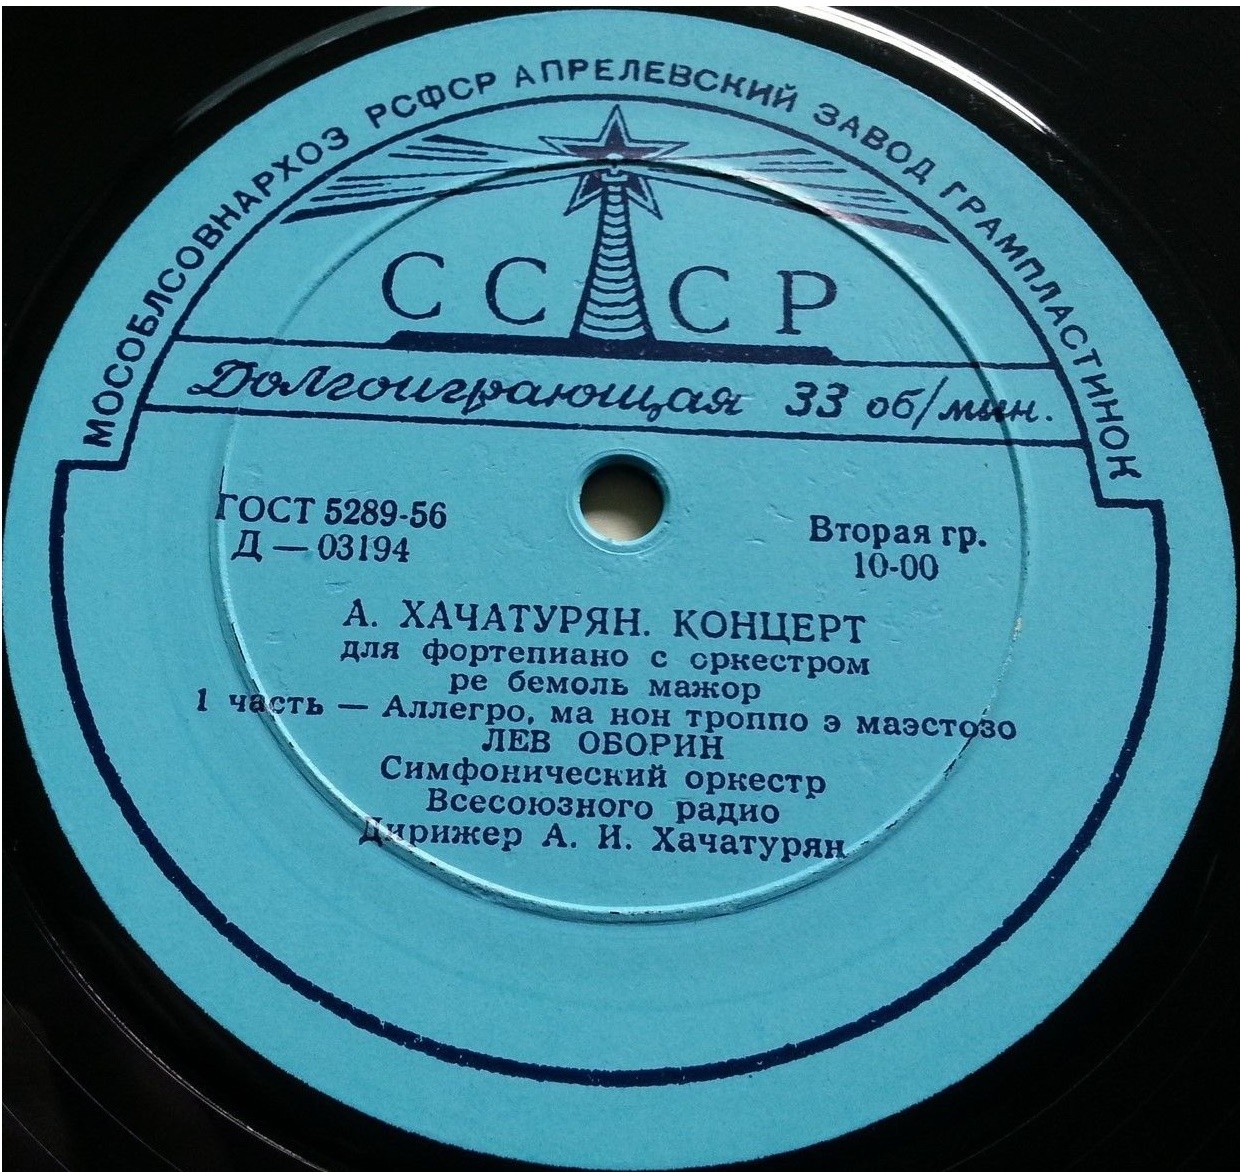 МОСОБЛСОВНАРХОЗ РСФСР АПРЕЛЕВСКИЙ ЗАВОД ГРАМПЛАСТИНОК
СССР
Долгоиграющая 33 об/мин.
ГОСТ 5289-56
Д — 03194
Вторая гр.
10-00
А. ХАЧАТУРЯН. КОНЦЕРТ
для фортепиано с оркестром
ре бемоль мажор
1 часть — Аллегро, ма нон троппо э маэстозо
ЛЕВ ОБОРИН
Симфонический оркестр
Всесоюзного радио
Дирижер А. И. Хачатурян